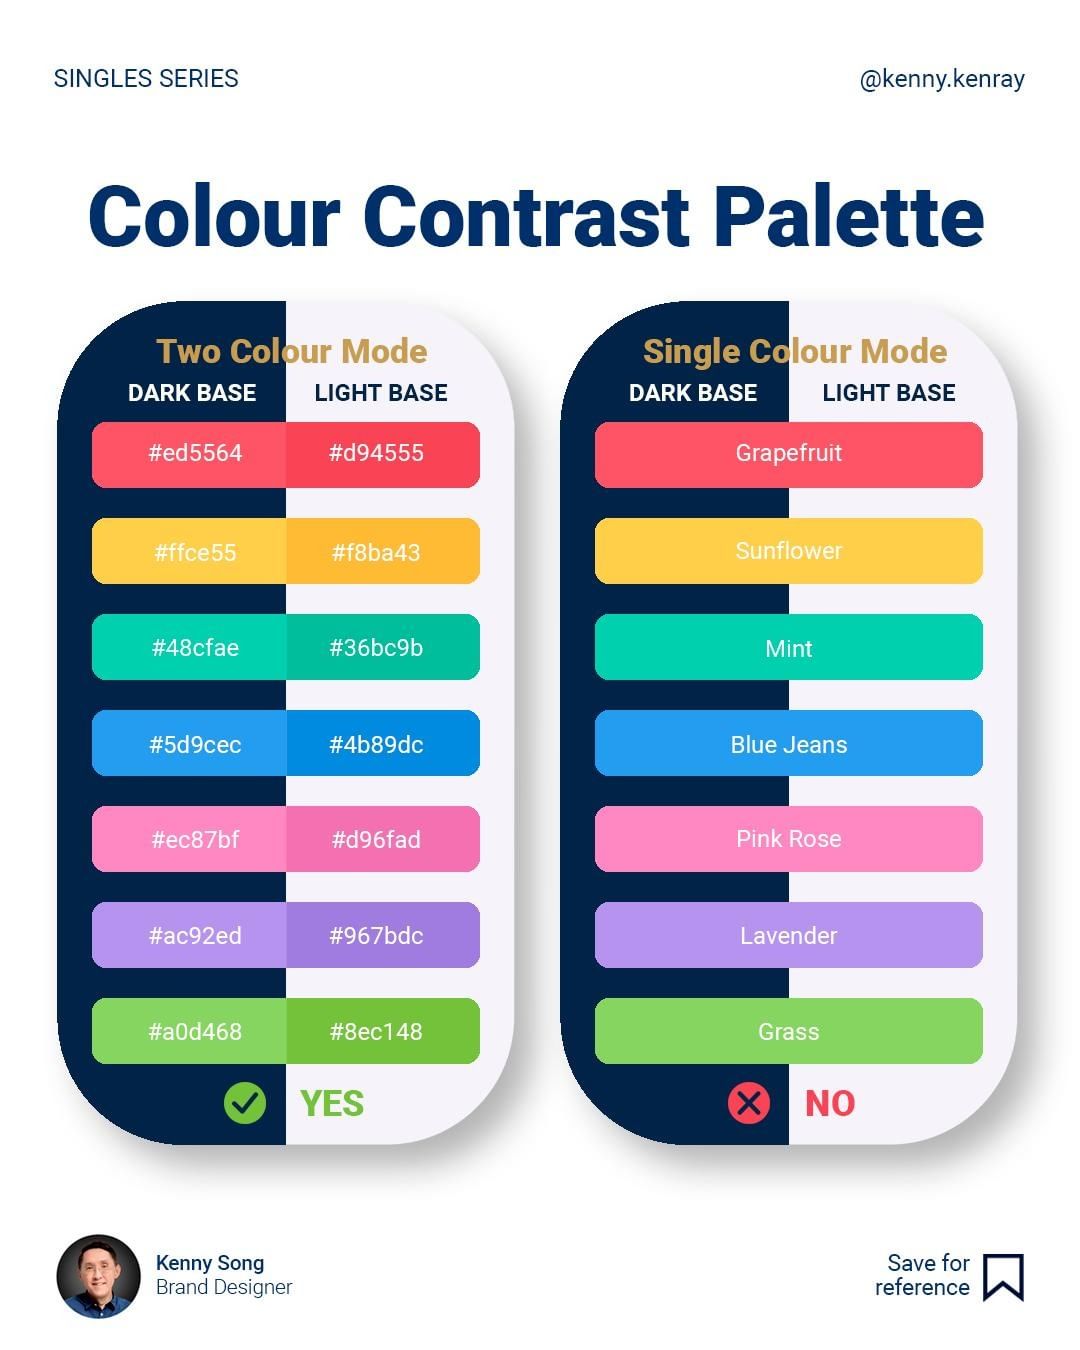 SINGLES SERIES
@kenny.kenray
Colour Contrast Palette
Two Colour Mode
DARK BASE LIGHT BASE
#ed5564 #d94555
#ffce55 #f8ba43
#48cfae #36bc9b
#5d9cec #4b89dc
#ec87bf #d96fad
#ac92ed #967bdc
#a0d468 #8ec148
YES
Single Colour Mode
DARK BASE LIGHT BASE
Grapefruit
Sunflower
Mint
Blue Jeans
Pink Rose
Lavender
Grass
NO
Kenny Song
Brand Designer
Save for
reference